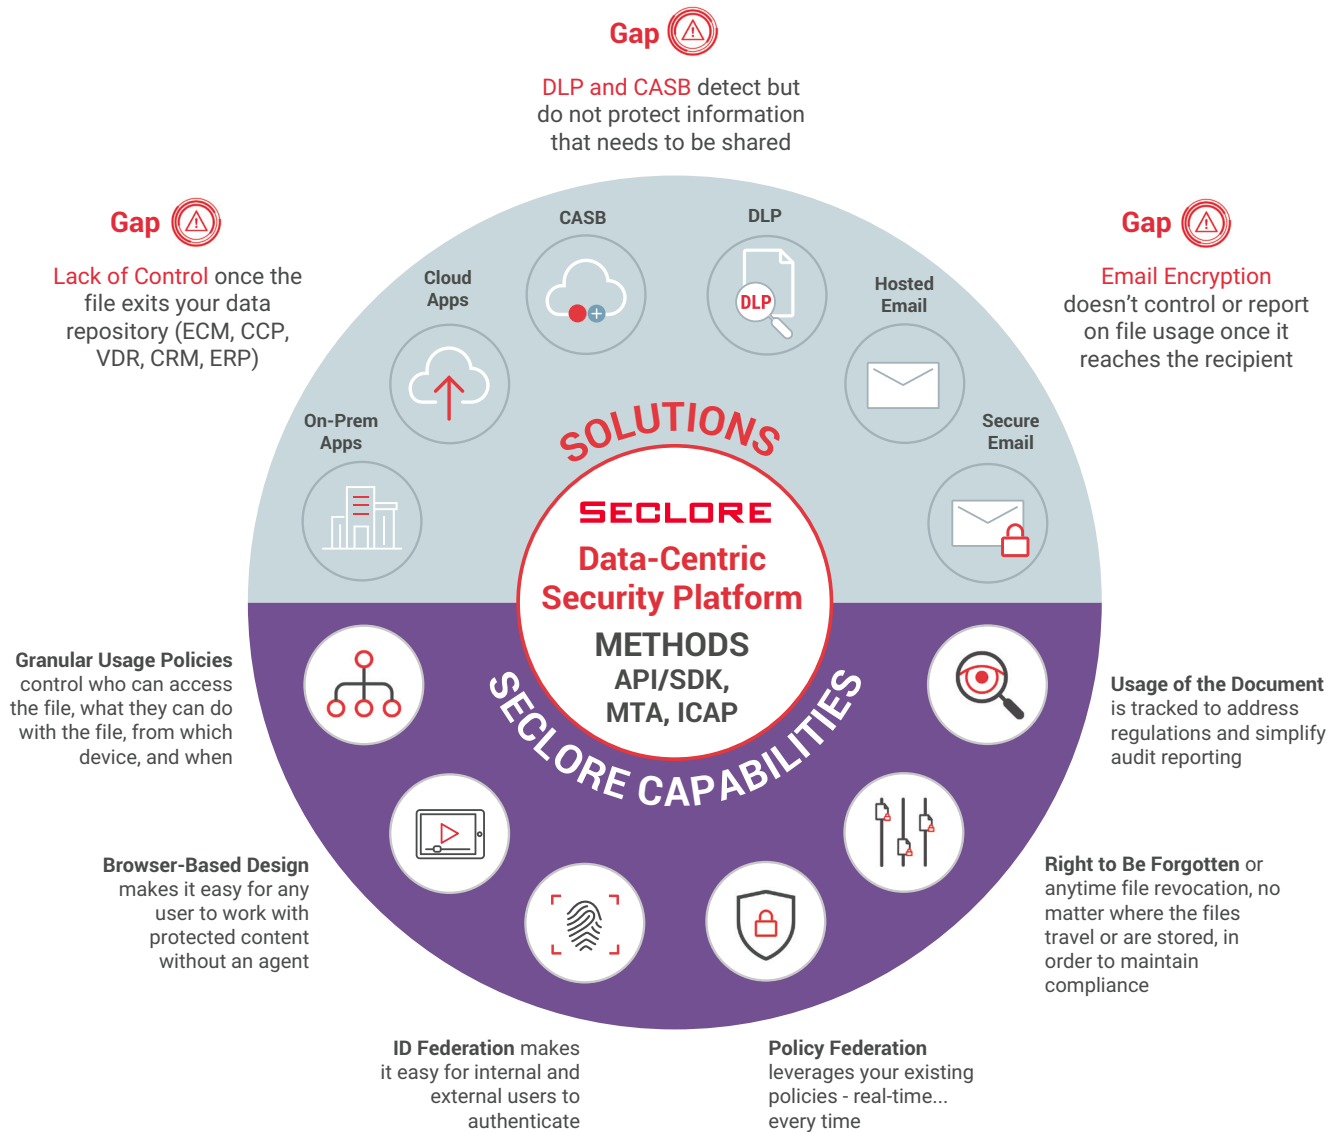 Gap
DLP and CASB detect but
do not protect information
that needs to be shared
Gap
Lack of Control once the
file exits your data
repository (ECM, CCP,
VDR, CRM, ERP)
Gap
Email Encryption
doesn't control or report
on file usage once it
reaches the recipient
On-Prem
Apps
Cloud
Apps
CASB
DLP
DLP
Hosted
Email
Secure
Email
SOLUTIONS
SECLORE
Data-Centric
Security Platform
METHODS
API/SDK,
MTA, ICAP
SECLORE CAPABILITIES
Granular Usage Policies
control who can access
the file, what they can do
with the file, from which
device, and when
Browser-Based Design
makes it easy for any
user to work with
protected content
without an agent
ID Federation makes
it easy for internal and
external users to
authenticate
Policy Federation
leverages your existing
policies - real-time...
every time
Right to Be Forgotten or
anytime file revocation, no
matter where the files
travel or are stored, in
order to maintain
compliance
Usage of the Document
is tracked to address
regulations and simplify
audit reporting